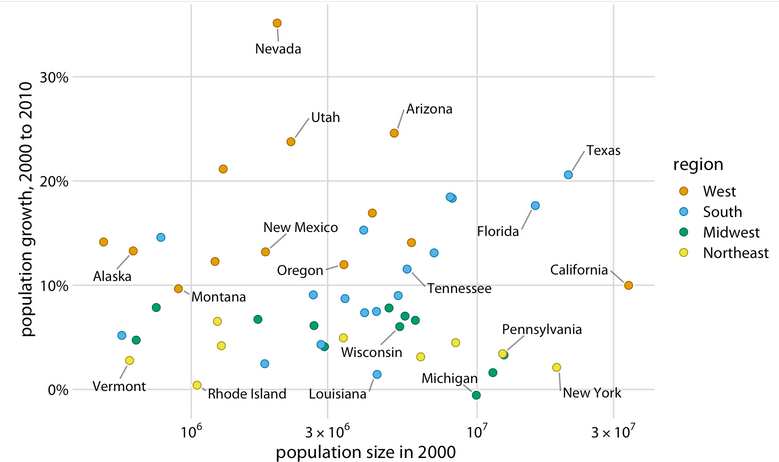 Nevada
30%
Utah
Arizona
Texas
region
West
South
Midwest
Northeast
20%
population growth, 2000 to 2010
New Mexico
Florida
Oregon
California
Alaska
10%
Montana
Tennessee
Wisconsin
Pennsylvania
Vermont
Rhode Island
Louisiana
Michigan
New York
0%
10⁶
3 × 10⁶
10⁷
3 × 10⁷
population size in 2000